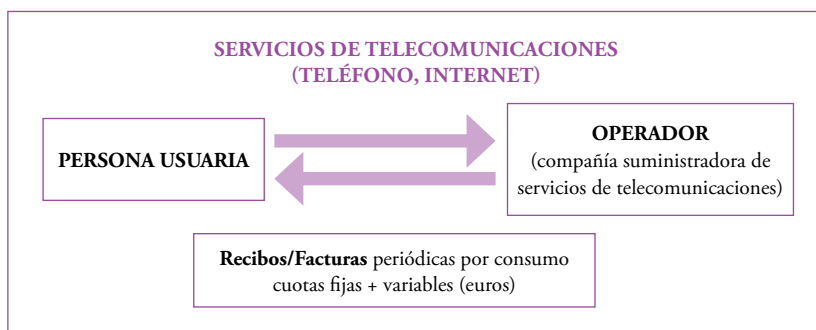 SERVICIOS DE TELECOMUNICACIONES
(TELÉFONO, INTERNET)
PERSONA USUARIA
OPERADOR
(compañía suministradora de
servicios de telecomunicaciones)
Recibos/Facturas periódicas por consumo
cuotas fijas + variables (euros)